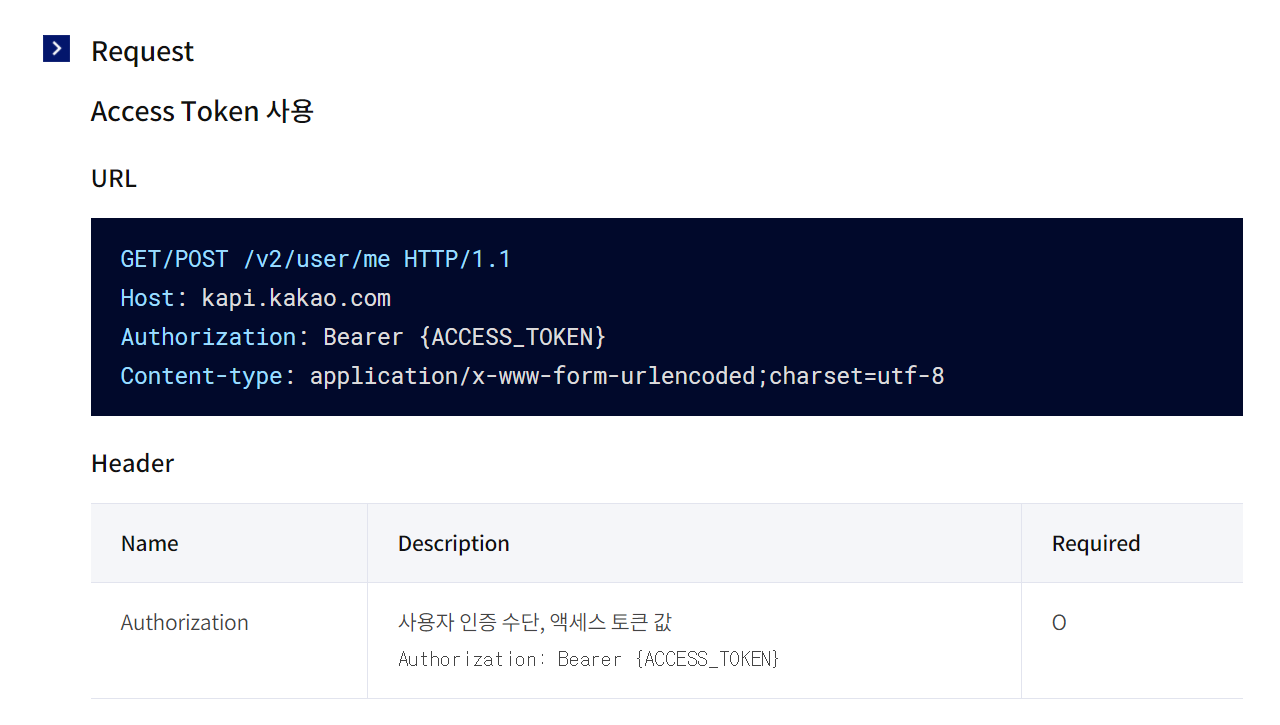 Request
Access Token 사용
URL
GET/POST /v2/user/me HTTP/1.1
Host: kapi.kakao.com
Authorization: Bearer {ACCESS_TOKEN}
Content-type: application/x-www-form-urlencoded;charset=utf-8
Header
Name Description Required
Authorization 사용자 인증 수단, 액세스 토큰 값 O
Authorization: Bearer {ACCESS_TOKEN}